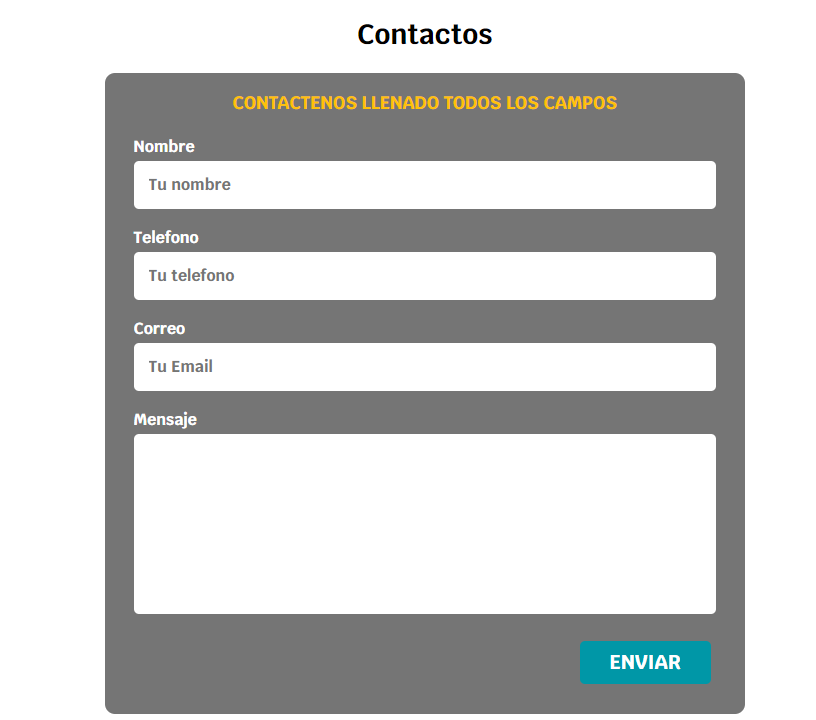 Contactos
CONTACTENOS LLENADO TODOS LOS CAMPOS
Nombre
Tu nombre
Telefono
Tu telefono
Correo
Tu Email
Mensaje
ENVIAR